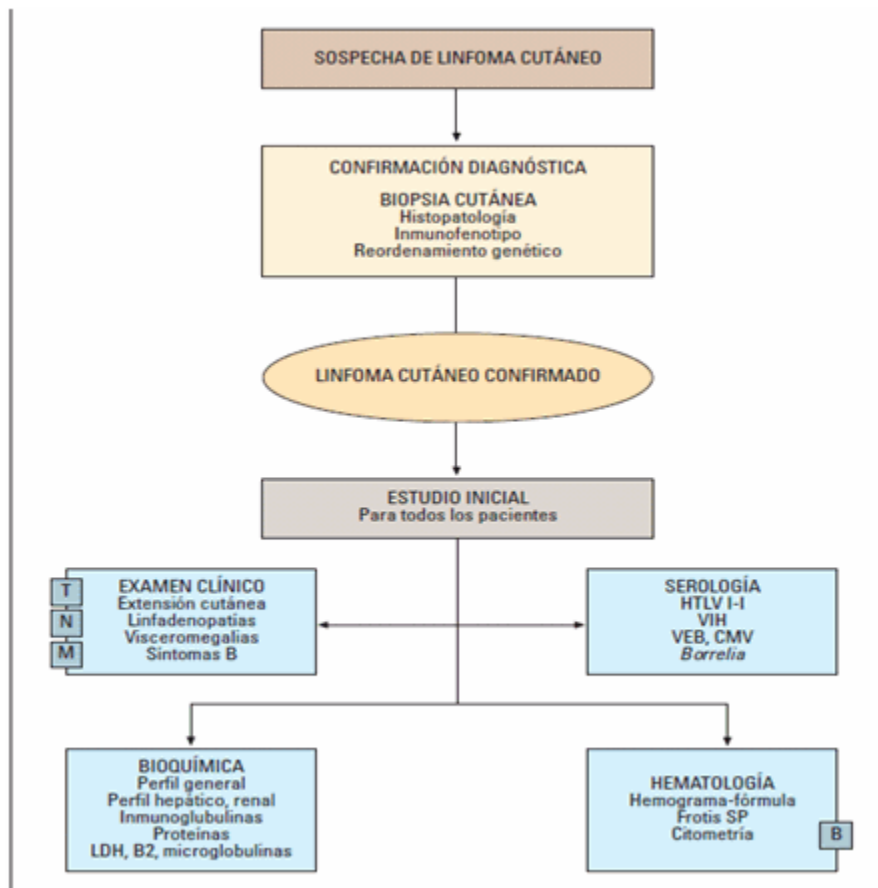 SOSPECHA DE LINFOMA CUTÁNEO
CONFIRMACIÓN DIAGNÓSTICA
BIOPSIA CUTÁNEA
Histopatología
Inmunofenotipo
Reordenamiento genético
LINFOMA CUTÁNEO CONFIRMADO
ESTUDIO INICIAL
Para todos los pacientes
T
N
M
EXAMEN CLÍNICO
Extensión cutánea
Linfadenopatías
Visceromegalias
Síntomas B
SEROLOGÍA
HTLV I-I
VIH
VEB, CMV
Borrelia
BIOQUÍMICA
Perfil general
Perfil hepático, renal
Inmunoglubulinas
Proteínas
LDH, B2, microglobulinas
HEMATOLOGÍA
Hemograma-fórmula
Frotis SP
Citometría
B